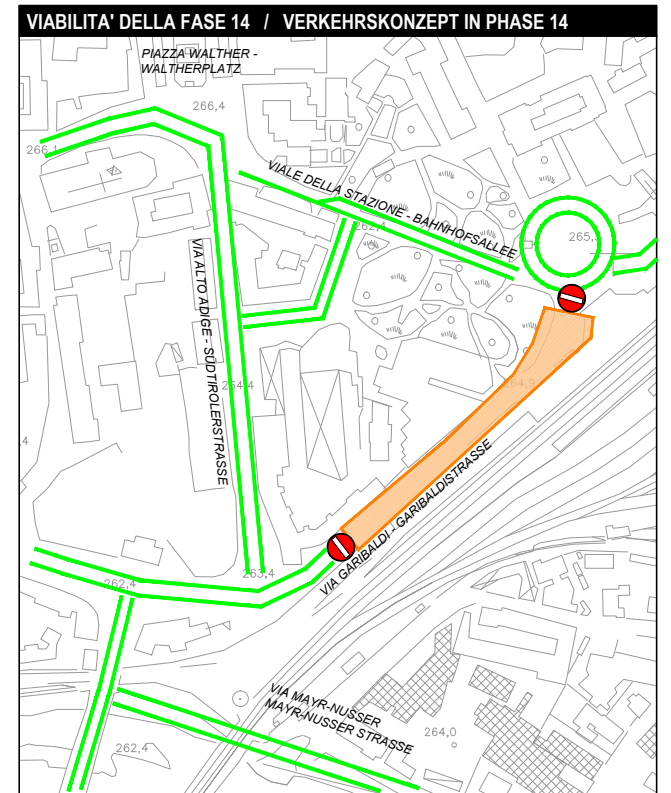 VIABILITA' DELLA FASE 14 / VERKEHRSKONZEPT IN PHASE 14
PIAZZA WALTHER -
WALTHERPLATZ
266,4
266,1
VIALE DELLA STAZIONE - BAHNHOFSALLEE
262,4
VIA ALTO ADIGE - SÜDTIROLERSTRASSE
264,4
264,9
VIA GARIBALDI - GARIBALDISTRASSE
263,4
262,4
VIA MAYR-NUSSER
MAYR-NUSSER STRASSE
264,0
262,4